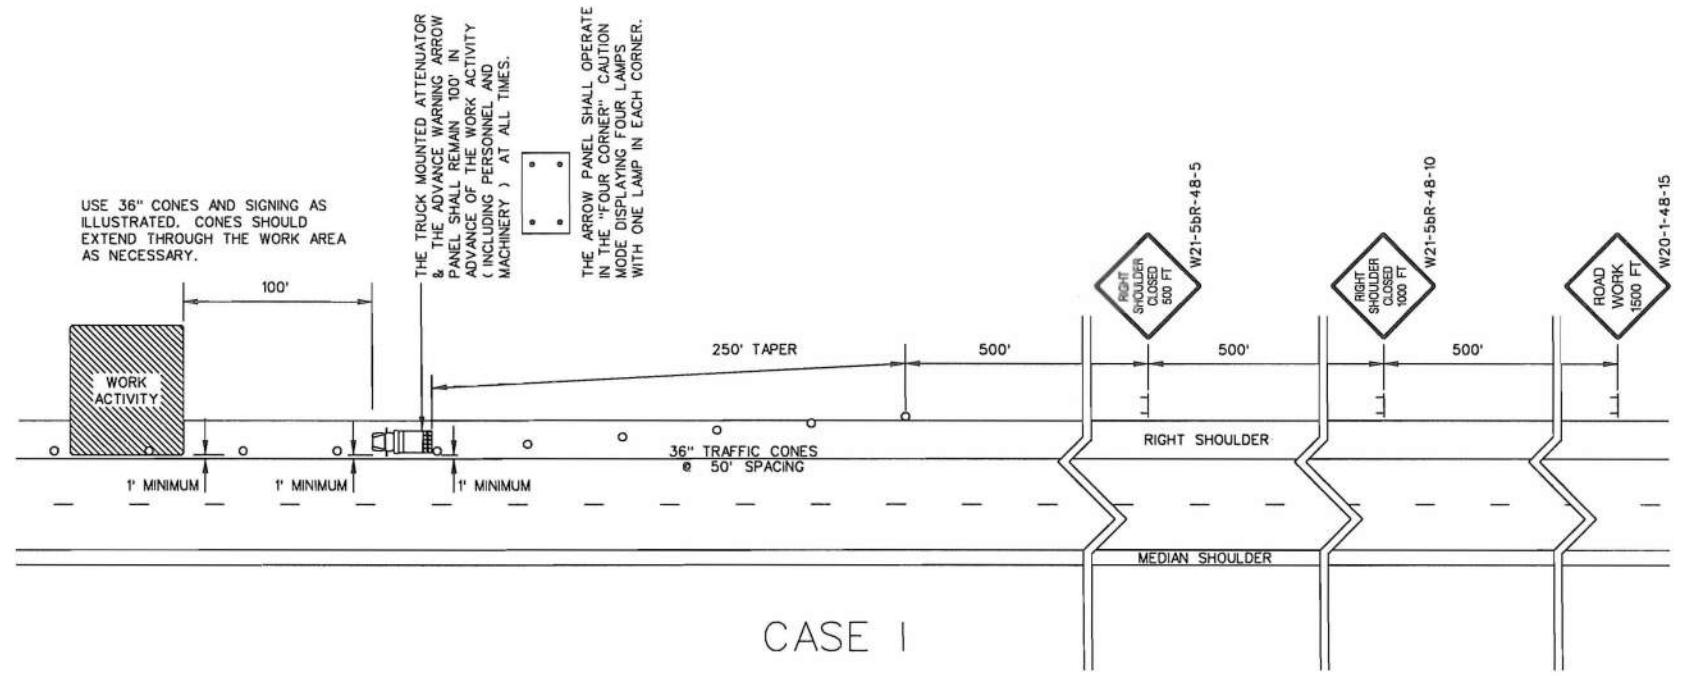 USE 36" CONES AND SIGNING AS
ILLUSTRATED. CONES SHOULD
EXTEND THROUGH THE WORK AREA
AS NECESSARY.
100'
WORK
ACTIVITY
THE TRUCK MOUNTED ATTENUATOR
& THE ADVANCE WARNING ARROW
PANEL SHALL REMAIN 100' IN
ADVANCE OF THE WORK ACTIVITY
( INCLUDING PERSONNEL AND
MACHINERY ) AT ALL TIMES.
THE ARROW PANEL SHALL OPERATE
IN THE "FOUR CORNER" CAUTION
MODE DISPLAYING FOUR LAMPS
WITH ONE LAMP IN EACH CORNER.
250' TAPER
500'
500'
500'
RIGHT
SHOULDER
CLOSED
500 FT
W21-5bR-48-5
RIGHT
SHOULDER
CLOSED
1000 FT
W21-5bR-48-10
ROAD
WORK
1500 FT
W20-1-48-15
1' MINIMUM
1' MINIMUM
1' MINIMUM
36" TRAFFIC CONES
@ 50' SPACING
RIGHT SHOULDER
MEDIAN SHOULDER
CASE I